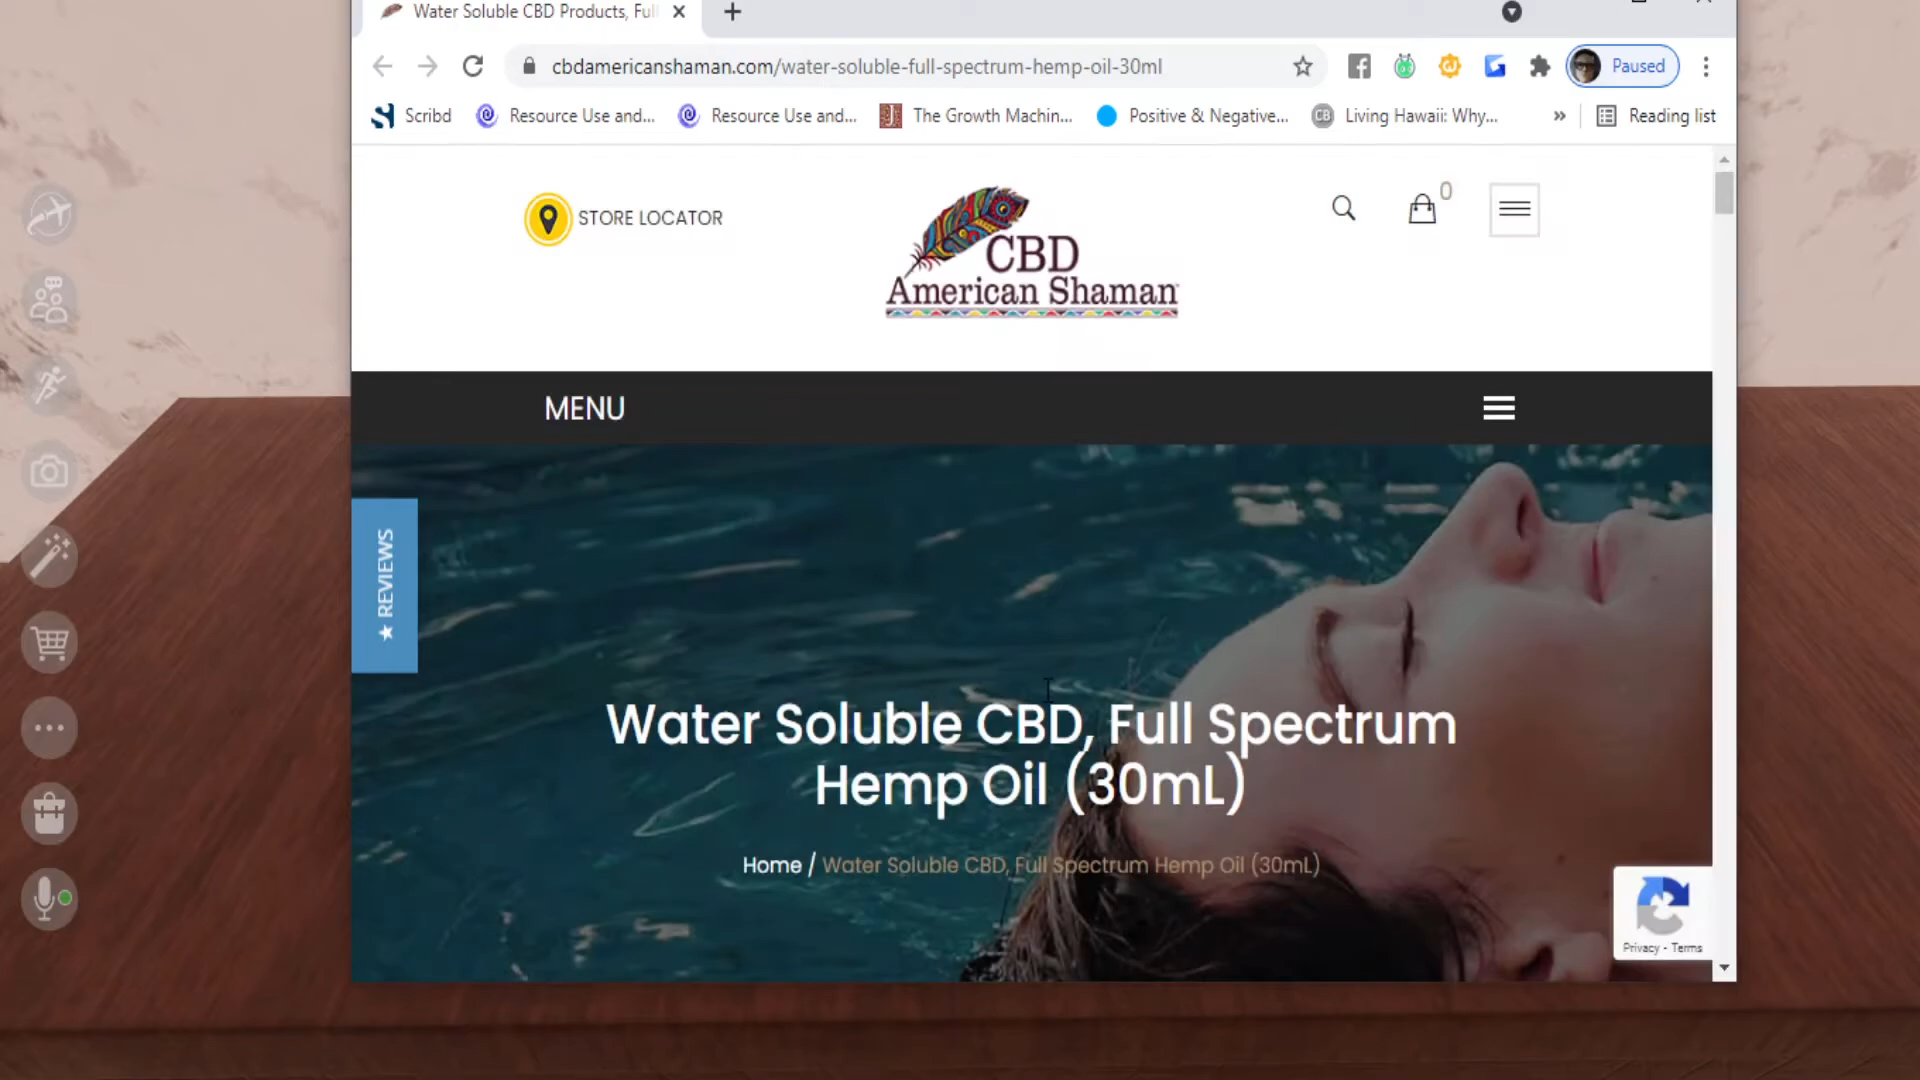 Water Soluble CBD Products, Full
cbdamericanshaman.com/water-soluble-full-spectrum-hemp-oil-30ml
Paused
Scribd
Resource Use and...
Resource Use and...
The Growth Machin...
CB
Positive & Negative...
Living Hawaii: Why...
»
Reading list
STORE LOCATOR
CBD
American Shaman
0
MENU
★ REVIEWS
Water Soluble CBD, Full Spectrum
Hemp Oil (30mL)
Home / Water Soluble CBD, Full Spectrum Hemp Oil (30mL)
Privacy - Terms